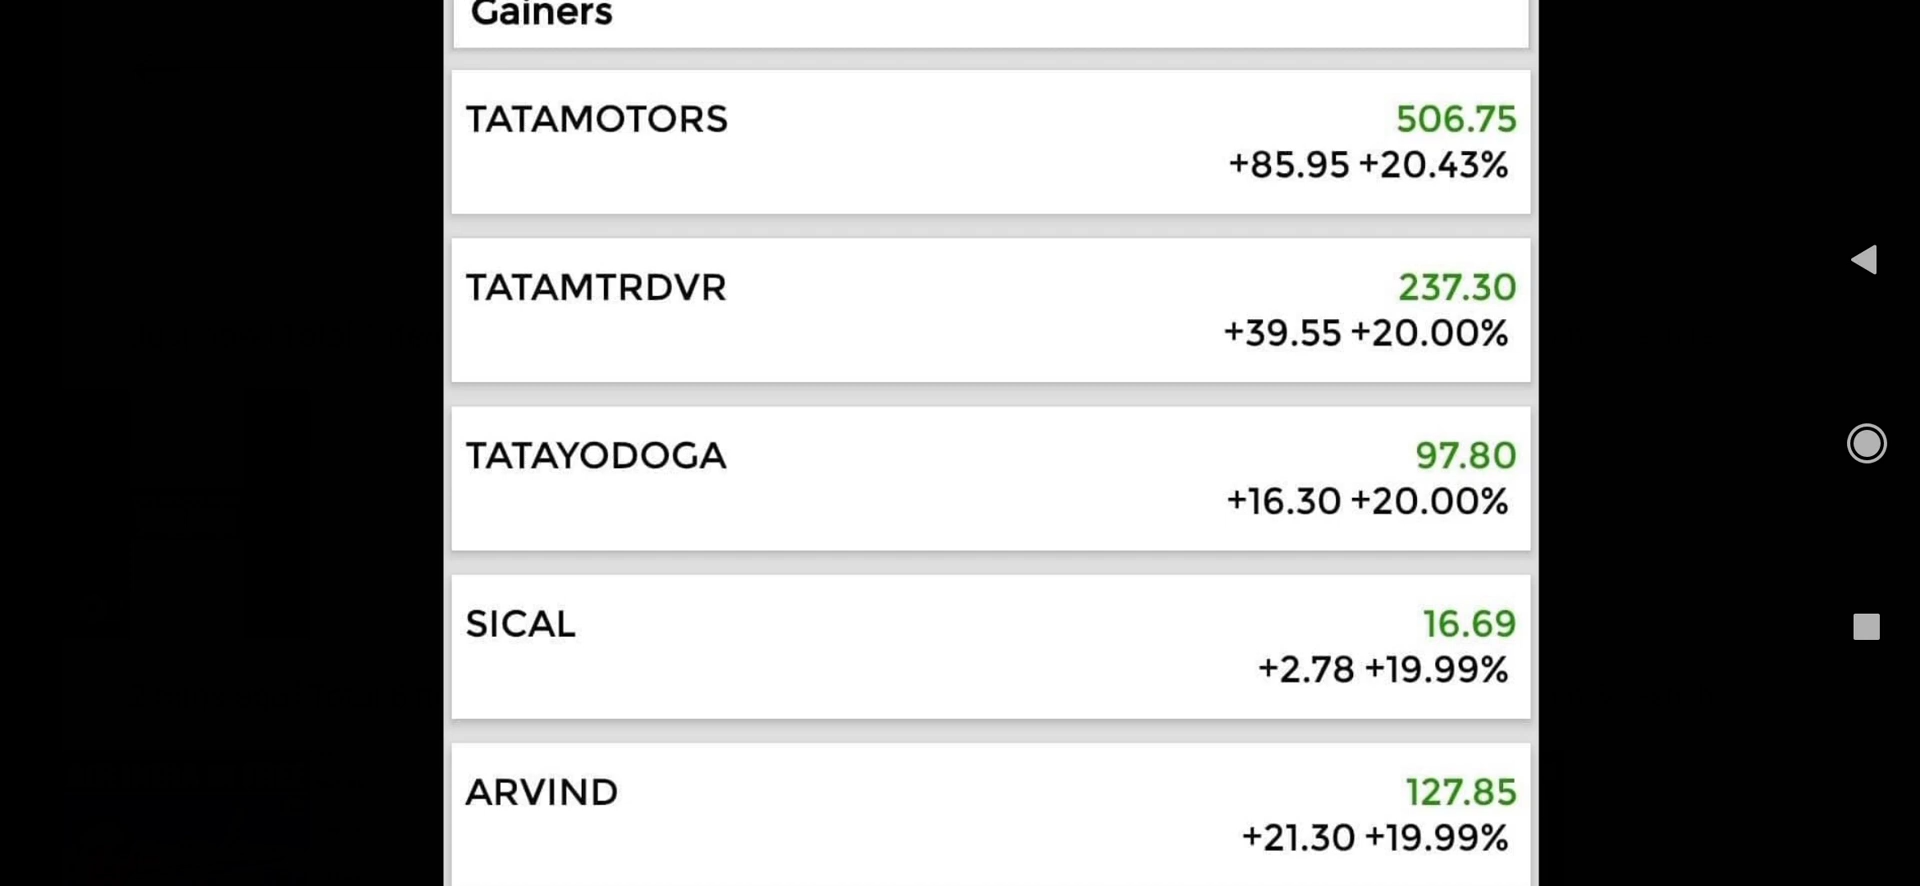 Gainers
TATAMOTORS 506.75
+85.95 +20.43%
TATAMTRDVR 237.30
+39.55 +20.00%
TATAYODOGA 97.80
+16.30 +20.00%
SICAL 16.69
+2.78 +19.99%
ARVIND 127.85
+21.30 +19.99%